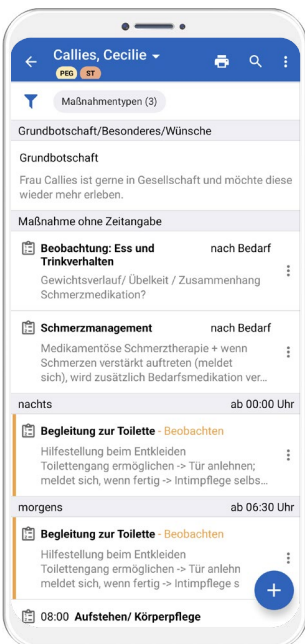 Callies, Cecilie
PEG ST
Maßnahmentypen (3)
Grundbotschaft/Besonderes/Wünsche
Grundbotschaft
Frau Callies ist gerne in Gesellschaft und möchte diese
wieder mehr erleben.
Maßnahme ohne Zeitangabe
Beobachtung: Ess und nach Bedarf
Trinkverhalten
Gewichtsverlauf/ Übelkeit / Zusammenhang
Schmerzmedikation?
Schmerzmanagement nach Bedarf
Medikamentöse Schmerztherapie + wenn
Schmerzen verstärkt auftreten (meldet
sich), wird zusätzlich Bedarfsmedikation ver...
nachts ab 00:00 Uhr
Begleitung zur Toilette - Beobachten
Hilfestellung beim Entkleiden
Toilettengang ermöglichen -> Tür anlehnen;
meldet sich, wenn fertig -> Intimpflege selbs...
morgens ab 06:30 Uhr
Begleitung zur Toilette - Beobachten
Hilfestellung beim Entkleiden
Toilettengang ermöglichen -> Tür anlehn
meldet sich, wenn fertig -> Intimpflege s
08:00 Aufstehen/ Körperpflege